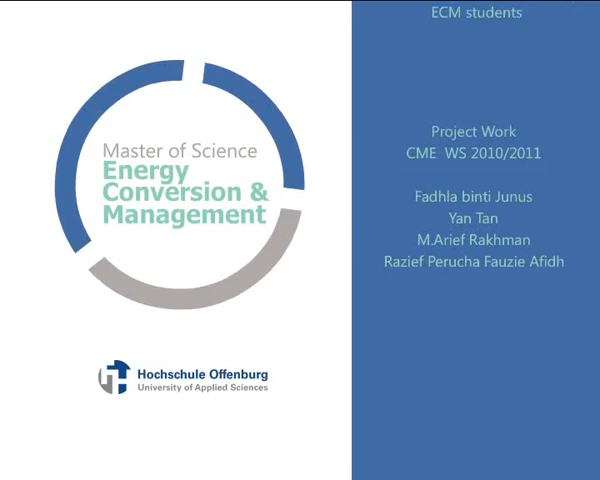 Master of Science
Energy
Conversion &
Management
Hochschule Offenburg
University of Applied Sciences
ECM students
Project Work
CME WS 2010/2011
Fadhla binti Junus
Yan Tan
M.Arief Rakhman
Razief Perucha Fauzie Afidh